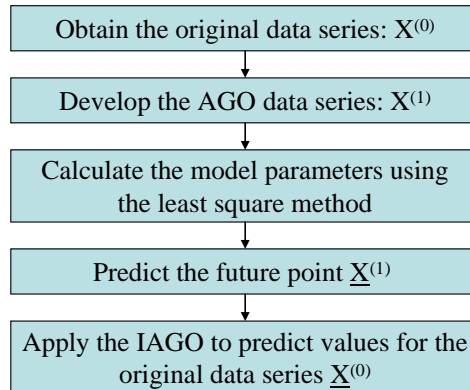 Obtain the original data series: X⁽⁰⁾
Develop the AGO data series: X⁽¹⁾
Calculate the model parameters using
the least square method
Predict the future point X⁽¹⁾
Apply the IAGO to predict values for the
original data series X⁽⁰⁾